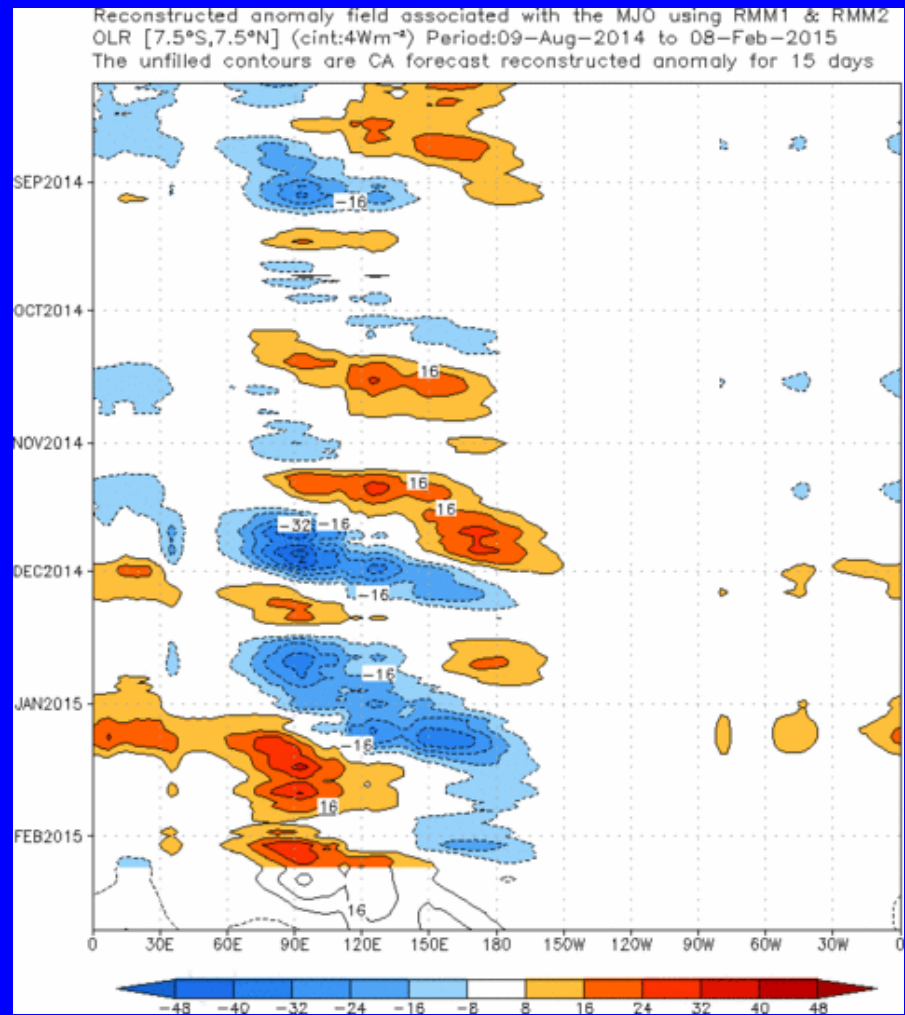 Reconstructed anomaly field associated with the MJO using RMM1 & RMM2
OLR [7.5°S,7.5°N] (cint:4Wm⁻²) Period:09-Aug-2014 to 08-Feb-2015
The unfilled contours are CA forecast reconstructed anomaly for 15 days
SEP2014
-16
OCT2014
16
NOV2014
16
16
-32 -16
DEC2014
-16
-16
JAN2015
-16
16
FEB2015
16
0 30E 60E 90E 120E 150E 180 150W 120W 90W 60W 30W 0
-48 -40 -32 -24 -16 -8 8 16 24 32 40 48